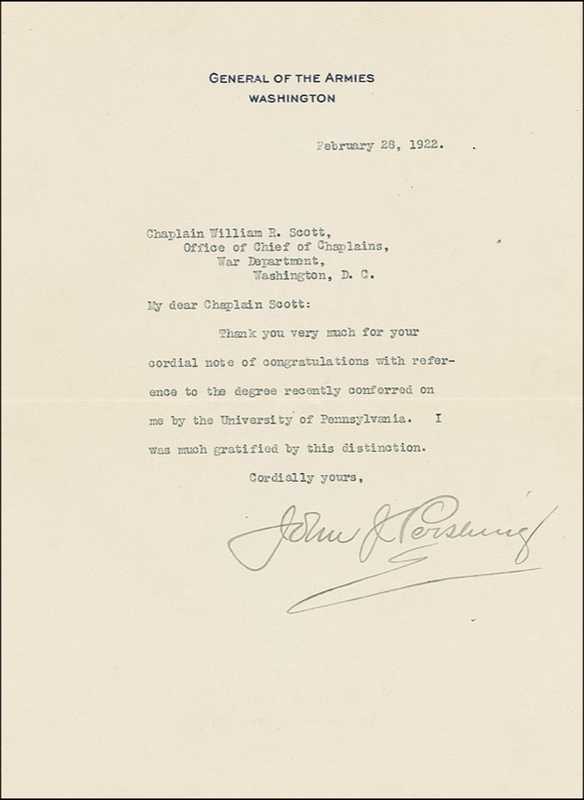 GENERAL OF THE ARMIES
WASHINGTON
February 28, 1922.
Chaplain William R. Scott,
Office of Chief of Chaplains,
War Department,
Washington, D. C.
My dear Chaplain Scott:
Thank you very much for your
cordial note of congratulations with refer-
ence to the degree recently conferred on
me by the University of Pennsylvania. I
was much gratified by this distinction.
Cordially yours,
John J. Pershing